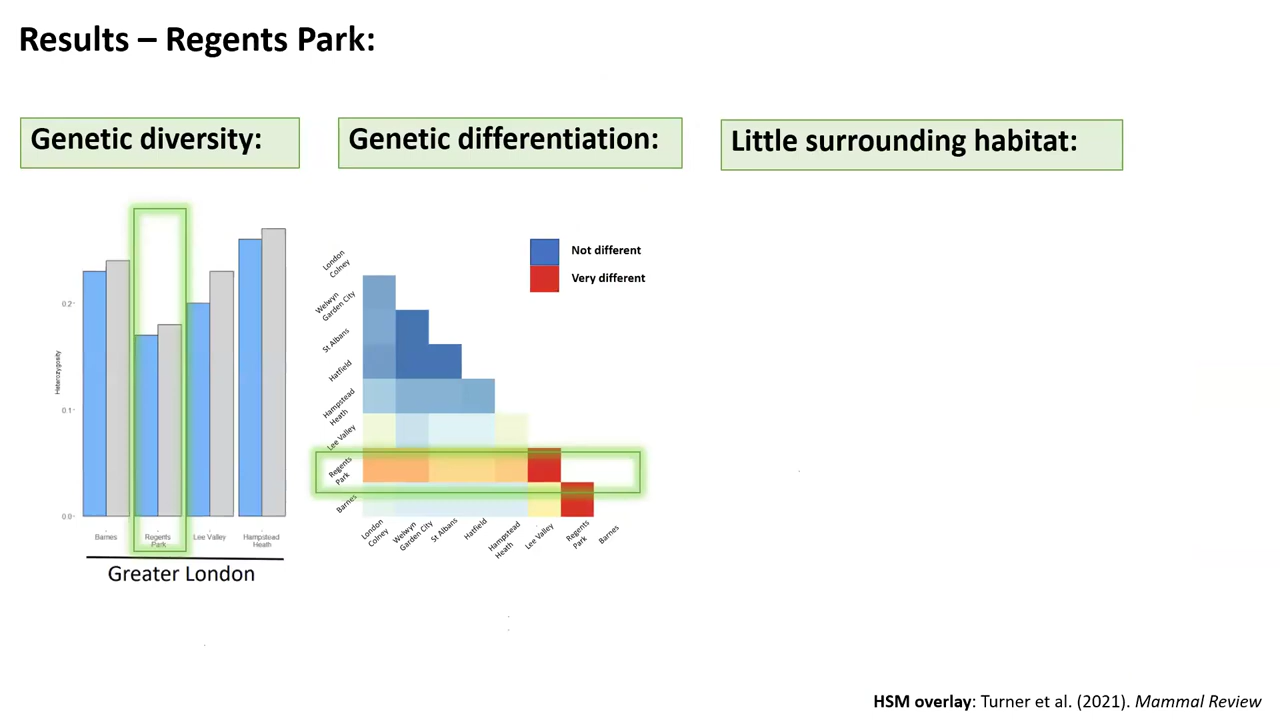 Results – Regents Park:
Genetic diversity:
Genetic differentiation:
Little surrounding habitat:
Heterozygosity
0.2
0.1
0.0
Barnes
Regents
Park
Lee Valley
Hampstead
Heath
Greater London
Not different
Very different
London
Colney
Welwyn
Garden City
St Albans
Hatfield
Hampstead
Heath
Lee Valley
Regents
Park
Barnes
London
Colney
Welwyn
Garden City
St Albans
Hatfield
Hampstead
Heath
Lee Valley
Regents
Park
Barnes
HSM overlay: Turner et al. (2021). Mammal Review